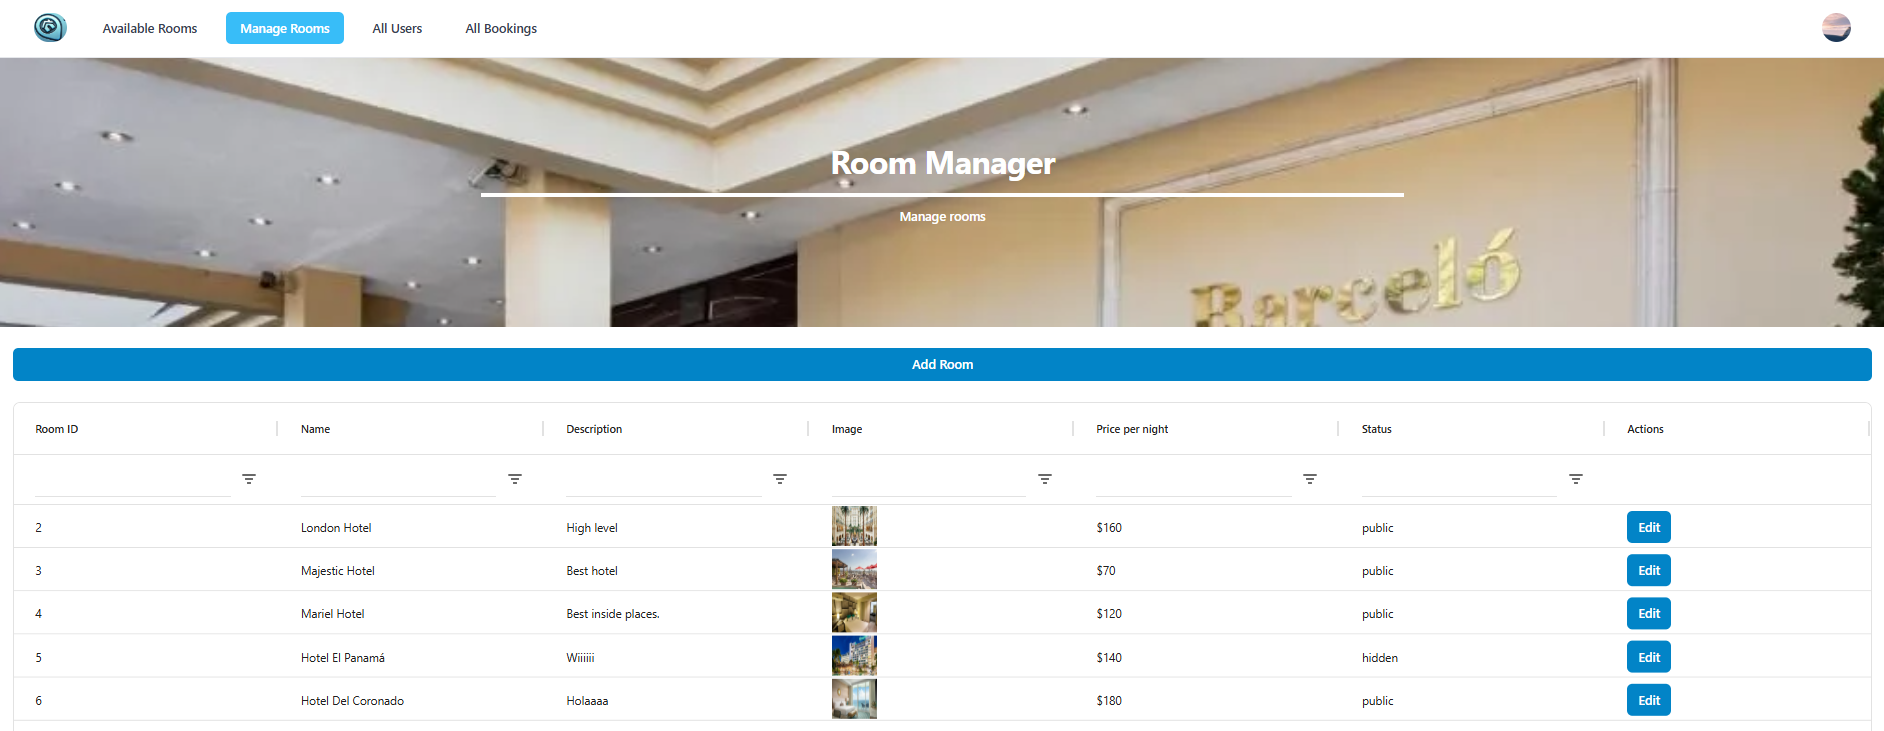 Available Rooms Manage Rooms All Users All Bookings
Room Manager
Manage rooms
Barceló
Add Room
Room ID Name Description Image Price per night Status Actions
2 London Hotel High level $160 public Edit
3 Majestic Hotel Best hotel $70 public Edit
4 Mariel Hotel Best inside places. $120 public Edit
5 Hotel El Panamá Wiiiiii $140 hidden Edit
6 Hotel Del Coronado Holaaaa $180 public Edit